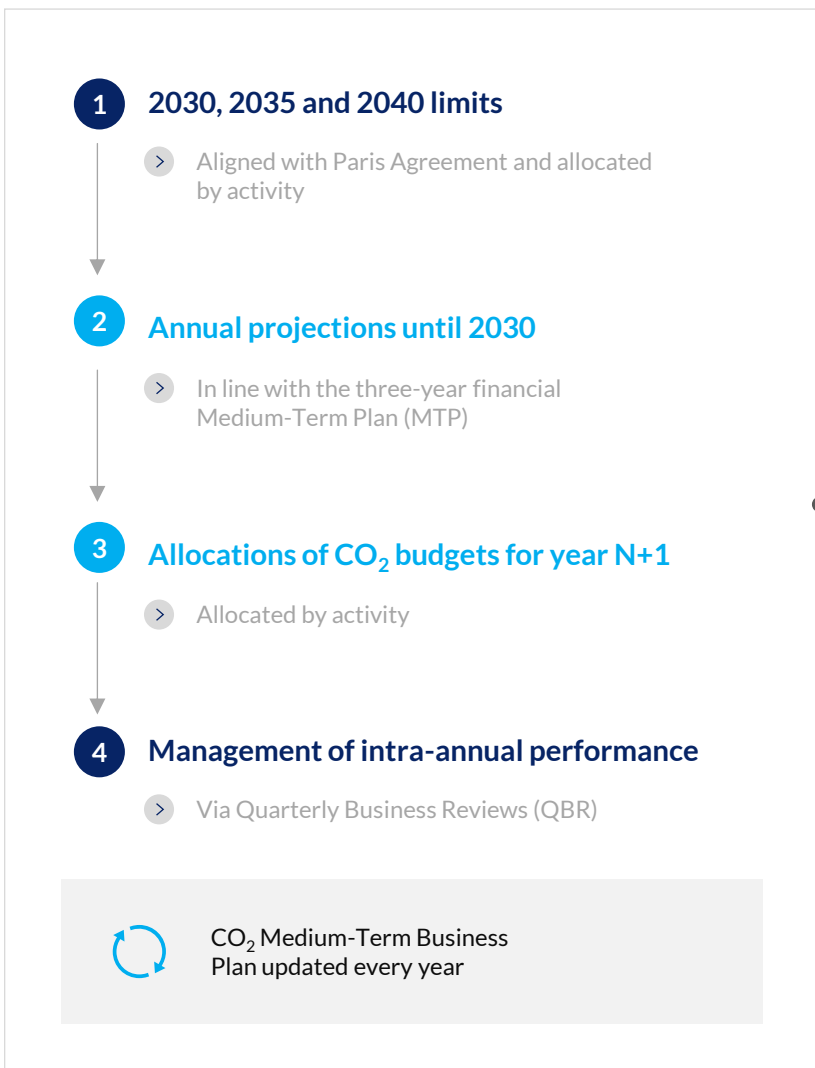 1
2030, 2035 and 2040 limits
Aligned with Paris Agreement and allocated
by activity
2
Annual projections until 2030
In line with the three-year financial
Medium-Term Plan (MTP)
3
Allocations of CO₂ budgets for year N+1
Allocated by activity
4
Management of intra-annual performance
Via Quarterly Business Reviews (QBR)
CO₂ Medium-Term Business
Plan updated every year